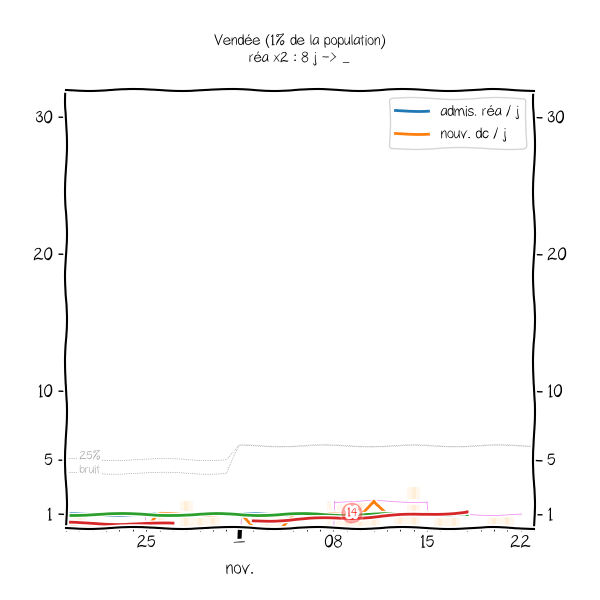 Vendée (1% de la population)
réa x2 : 8 j -> _
admis. réa / j
nouv. dc / j
30
30
20
20
10
10
25%
5
5
bruit
14
1
1
25
08
15
22
nov.